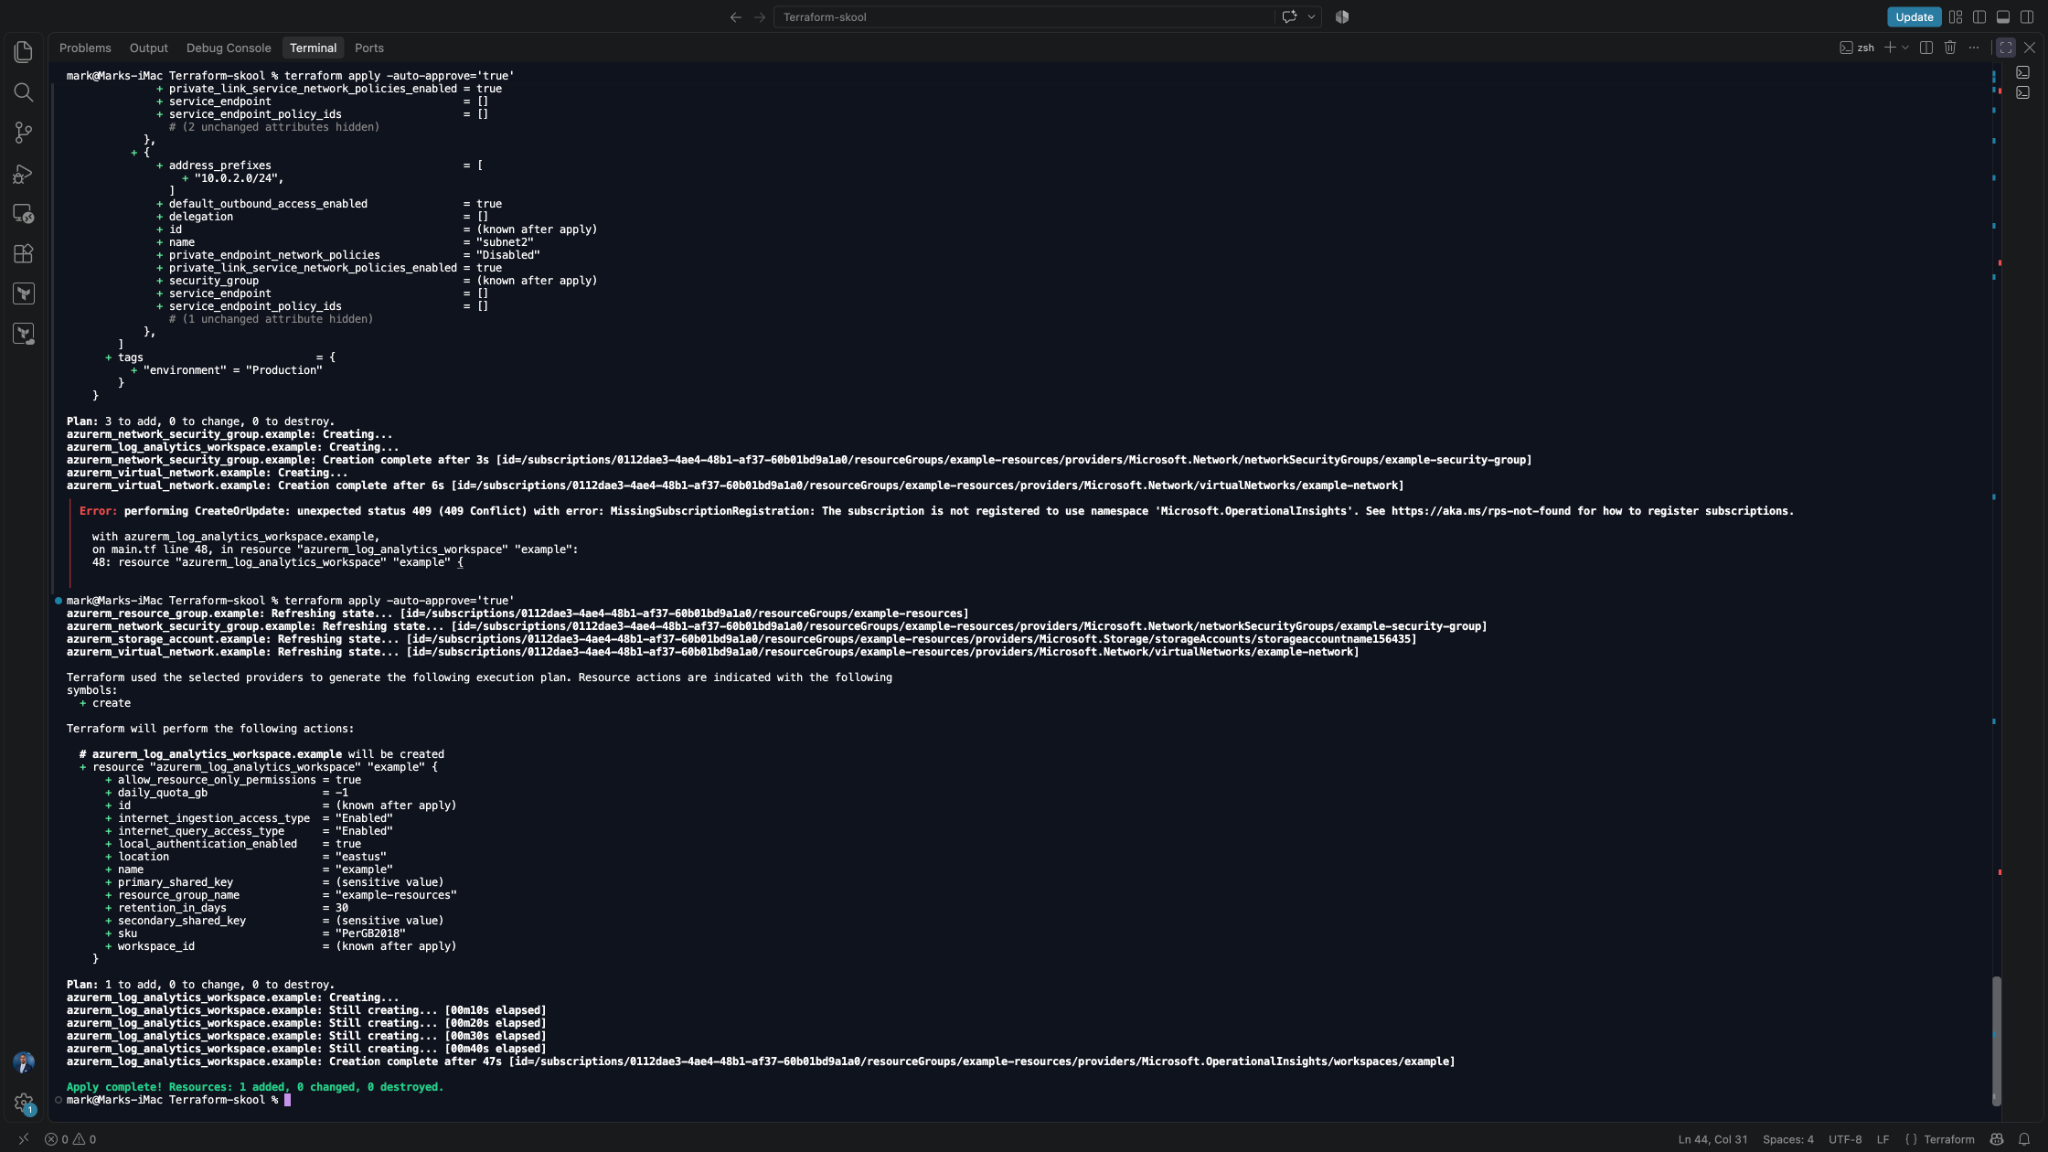 Terraform-skool
Update
Problems Output Debug Console Terminal Ports
zsh
mark@Marks-iMac Terraform-skool % terraform apply -auto-approve='true'
+ private_link_service_network_policies_enabled = true
+ service_endpoint = []
+ service_endpoint_policy_ids = []
# (2 unchanged attributes hidden)
},
+ {
+ address_prefixes = [
+ "10.0.2.0/24",
]
+ default_outbound_access_enabled = true
+ delegation = []
+ id = (known after apply)
+ name = "subnet2"
+ private_endpoint_network_policies = "Disabled"
+ private_link_service_network_policies_enabled = true
+ security_group = (known after apply)
+ service_endpoint = []
+ service_endpoint_policy_ids = []
# (1 unchanged attribute hidden)
},
]
+ tags = {
+ "environment" = "Production"
}
}
Plan: 3 to add, 0 to change, 0 to destroy.
azurerm_network_security_group.example: Creating...
azurerm_log_analytics_workspace.example: Creating...
azurerm_network_security_group.example: Creation complete after 3s [id=/subscriptions/0112dae3-4ae4-48b1-af37-60b01bd9a1a0/resourceGroups/example-resources/providers/Microsoft.Network/networkSecurityGroups/example-security-group]
azurerm_virtual_network.example: Creating...
azurerm_virtual_network.example: Creation complete after 6s [id=/subscriptions/0112dae3-4ae4-48b1-af37-60b01bd9a1a0/resourceGroups/example-resources/providers/Microsoft.Network/virtualNetworks/example-network]
Error: performing CreateOrUpdate: unexpected status 409 (409 Conflict) with error: MissingSubscriptionRegistration: The subscription is not registered to use namespace 'Microsoft.OperationalInsights'. See https://aka.ms/rps-not-found for how to register subscriptions.
with azurerm_log_analytics_workspace.example,
on main.tf line 48, in resource "azurerm_log_analytics_workspace" "example":
48: resource "azurerm_log_analytics_workspace" "example" {
mark@Marks-iMac Terraform-skool % terraform apply -auto-approve='true'
azurerm_resource_group.example: Refreshing state... [id=/subscriptions/0112dae3-4ae4-48b1-af37-60b01bd9a1a0/resourceGroups/example-resources]
azurerm_network_security_group.example: Refreshing state... [id=/subscriptions/0112dae3-4ae4-48b1-af37-60b01bd9a1a0/resourceGroups/example-resources/providers/Microsoft.Network/networkSecurityGroups/example-security-group]
azurerm_storage_account.example: Refreshing state... [id=/subscriptions/0112dae3-4ae4-48b1-af37-60b01bd9a1a0/resourceGroups/example-resources/providers/Microsoft.Storage/storageAccounts/storageaccountname156435]
azurerm_virtual_network.example: Refreshing state... [id=/subscriptions/0112dae3-4ae4-48b1-af37-60b01bd9a1a0/resourceGroups/example-resources/providers/Microsoft.Network/virtualNetworks/example-network]
Terraform used the selected providers to generate the following execution plan. Resource actions are indicated with the following
symbols:
+ create
Terraform will perform the following actions:
# azurerm_log_analytics_workspace.example will be created
+ resource "azurerm_log_analytics_workspace" "example" {
+ allow_resource_only_permissions = true
+ daily_quota_gb = -1
+ id = (known after apply)
+ internet_ingestion_access_type = "Enabled"
+ internet_query_access_type = "Enabled"
+ local_authentication_enabled = true
+ location = "eastus"
+ name = "example"
+ primary_shared_key = (sensitive value)
+ resource_group_name = "example-resources"
+ retention_in_days = 30
+ secondary_shared_key = (sensitive value)
+ sku = "PerGB2018"
+ workspace_id = (known after apply)
}
Plan: 1 to add, 0 to change, 0 to destroy.
azurerm_log_analytics_workspace.example: Creating...
azurerm_log_analytics_workspace.example: Still creating... [00m10s elapsed]
azurerm_log_analytics_workspace.example: Still creating... [00m20s elapsed]
azurerm_log_analytics_workspace.example: Still creating... [00m30s elapsed]
azurerm_log_analytics_workspace.example: Still creating... [00m40s elapsed]
azurerm_log_analytics_workspace.example: Creation complete after 47s [id=/subscriptions/0112dae3-4ae4-48b1-af37-60b01bd9a1a0/resourceGroups/example-resources/providers/Microsoft.OperationalInsights/workspaces/example]
Apply complete! Resources: 1 added, 0 changed, 0 destroyed.
mark@Marks-iMac Terraform-skool %
1
0 0 Ln 44, Col 31 Spaces: 4 UTF-8 LF { } Terraform